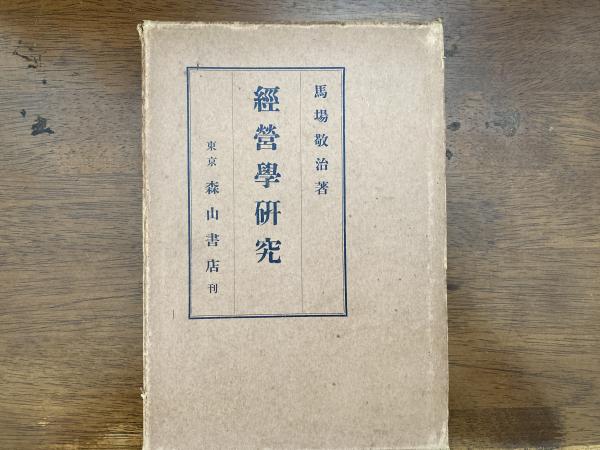 馬場敬治著
經營學研究
東京 森山書店刊